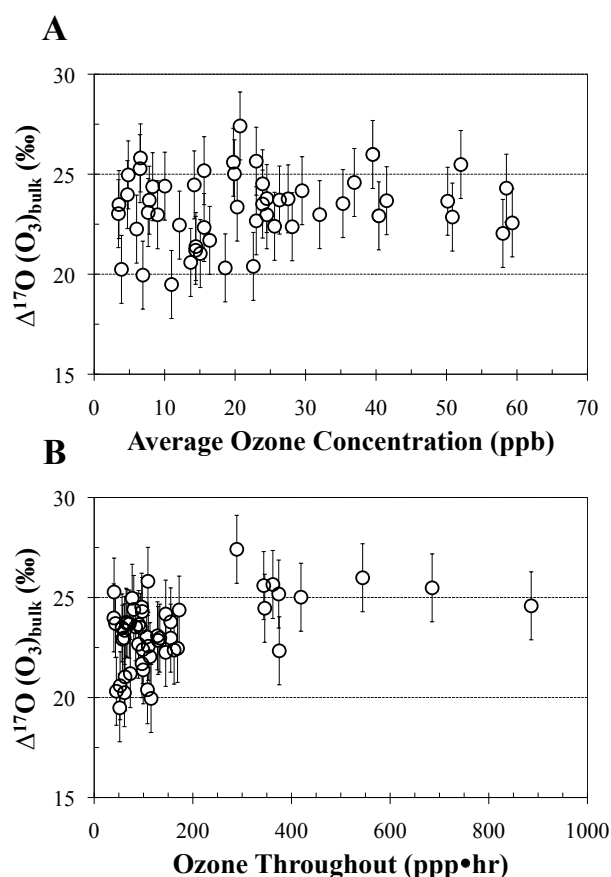 A
30
25
20
15
Δ¹⁷O (O₃)bulk (‰)
0 10 20 30 40 50 60 70
Average Ozone Concentration (ppb)
B
30
25
20
15
Δ¹⁷O (O₃)bulk (‰)
0 200 400 600 800 1000
Ozone Throughout (ppp•hr)